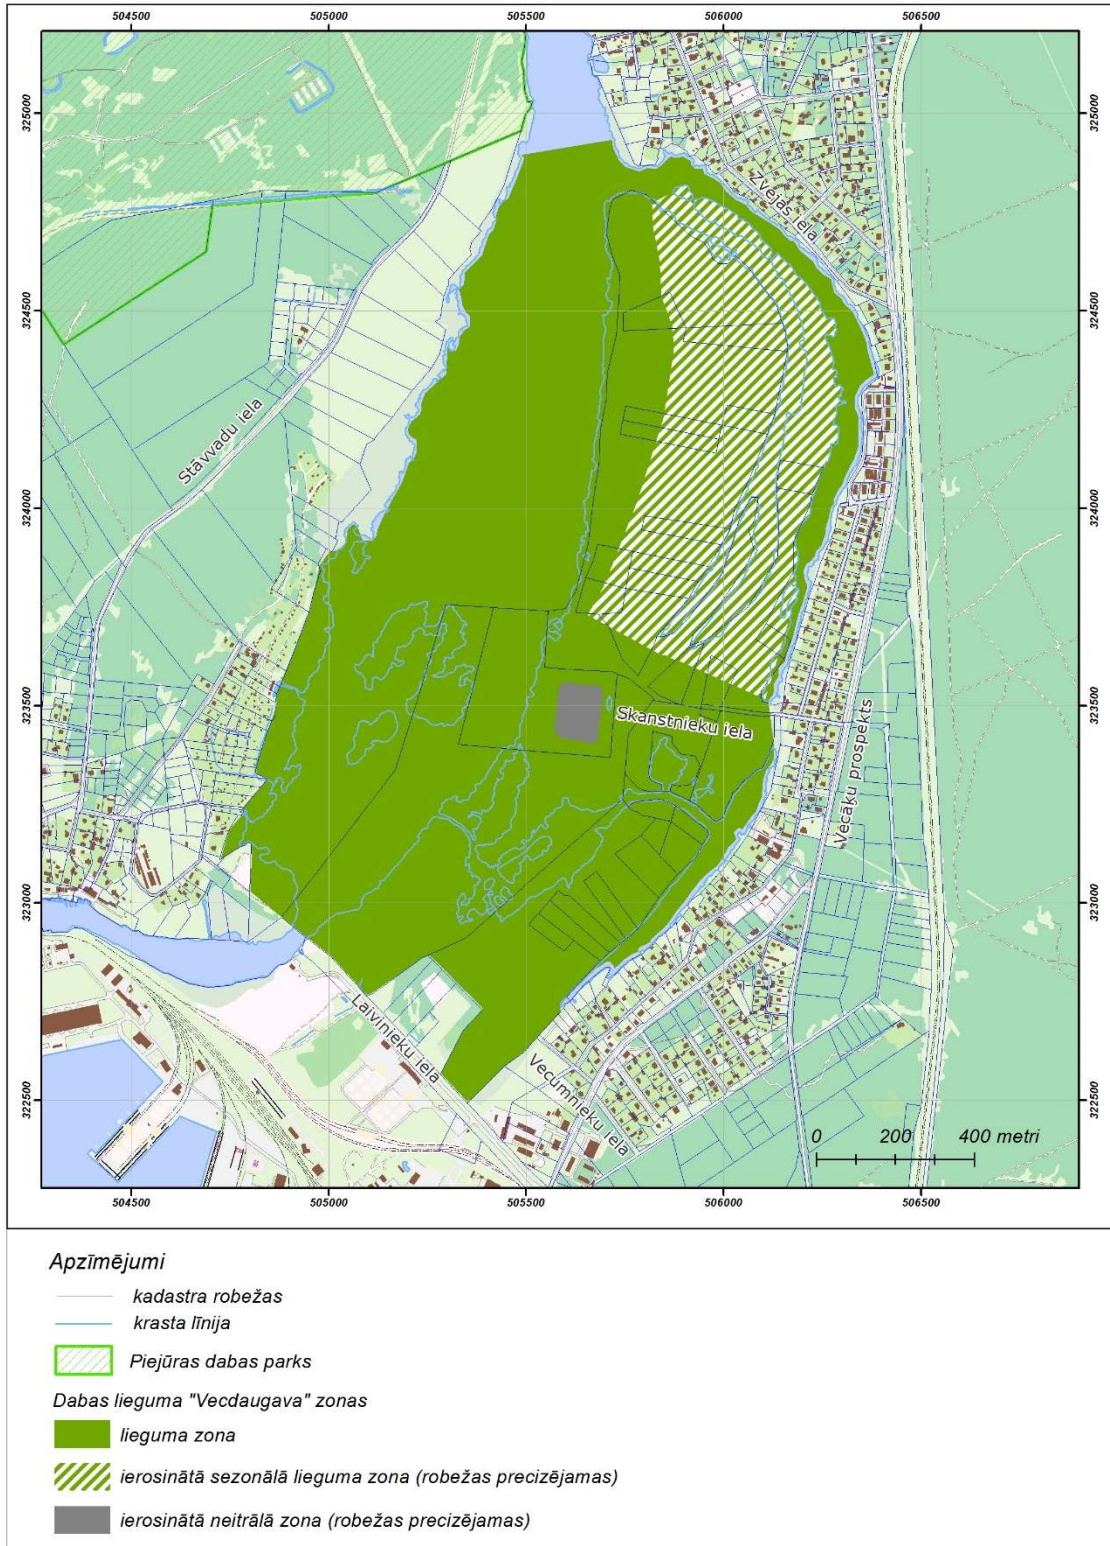 504500 505000 505500 506000 506500
325000 325000
Zvejas iela
324500 324500
Stāvvadu iela
324000 324000
323500 323500
Skanstnieku iela
Vecāķu prospekts
323000 323000
Laivinieku iela
Vecumnieku iela
322500 322500
0 200 400 metri
504500 505000 505500 506000 506500
Apzīmējumi
kadastra robežas
krasta līnija
Piejūras dabas parks
Dabas lieguma "Vecdaugava" zonas
lieguma zona
ierosinātā sezonālā lieguma zona (robežas precizējamas)
ierosinātā neitrālā zona (robežas precizējamas)